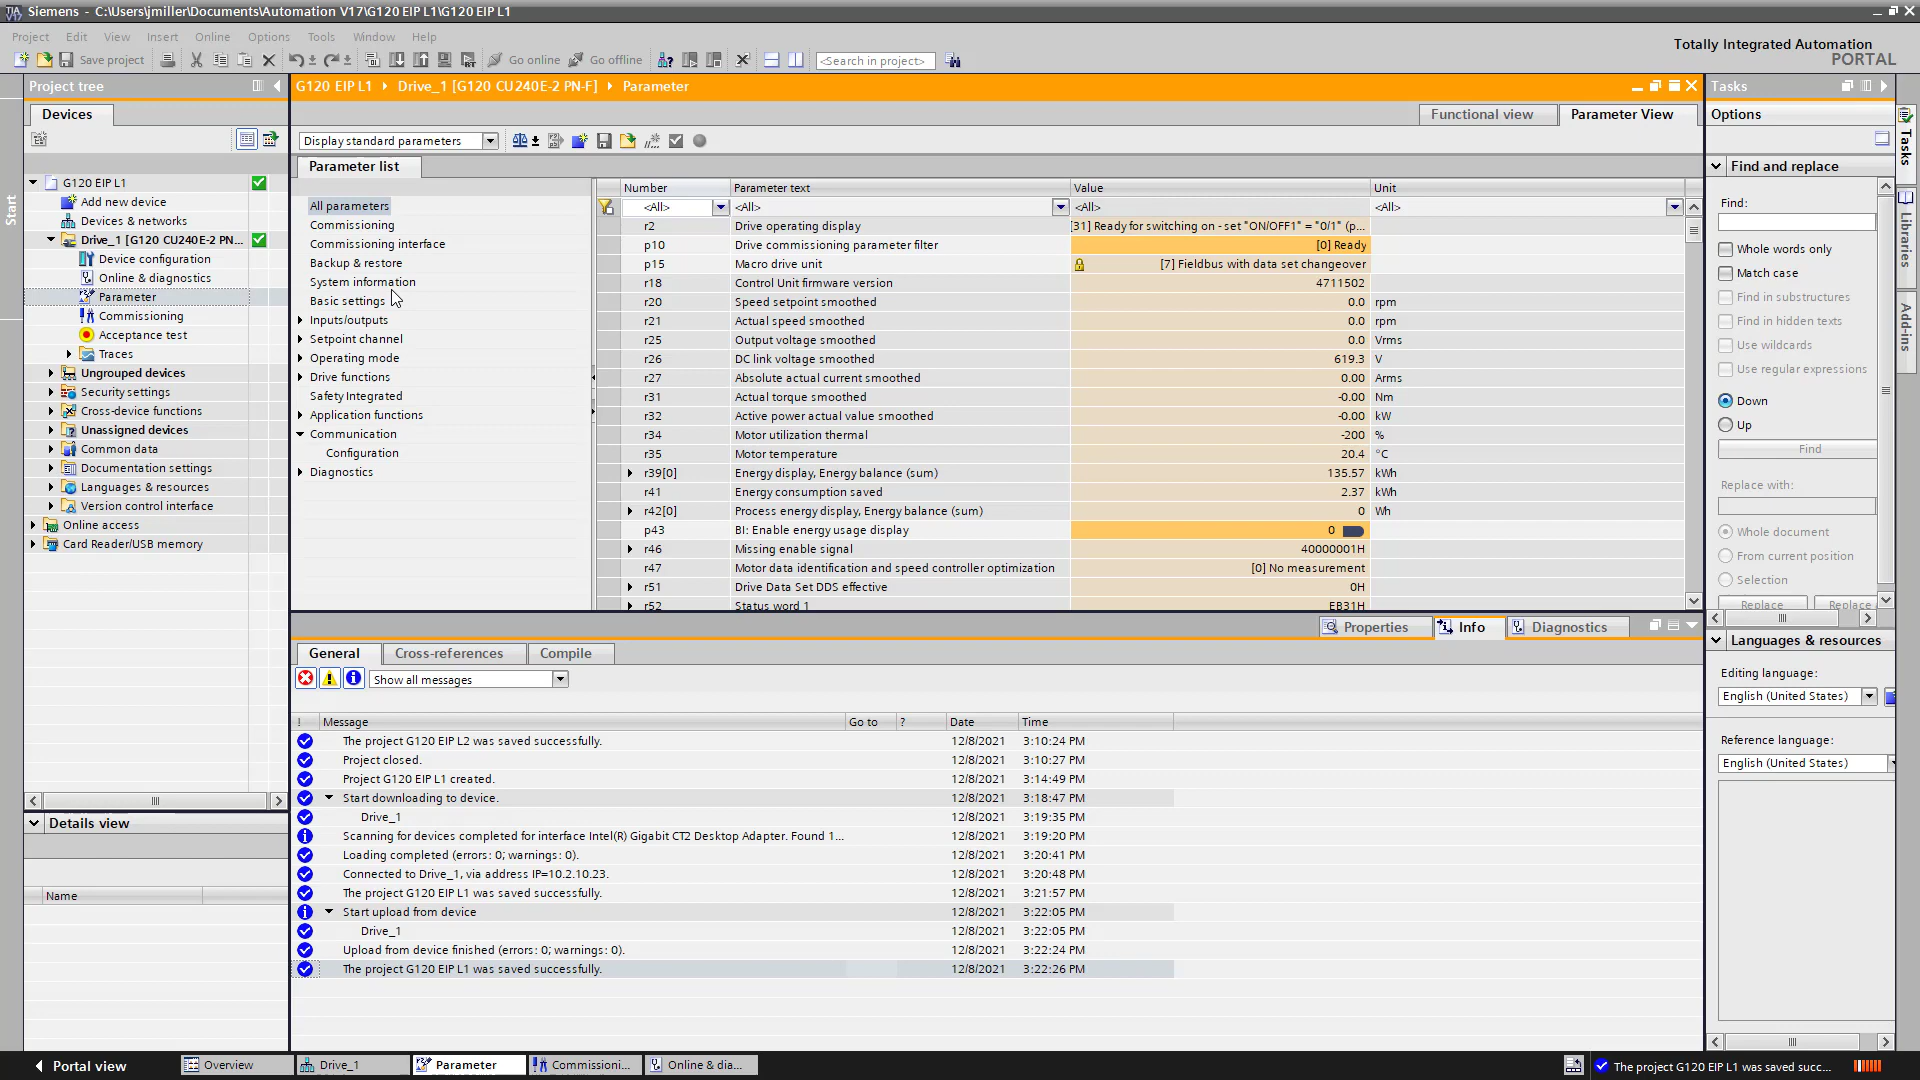 Siemens - C:\Users\jmiller\Documents\Automation V17\G120 EIP L1\G120 EIP L1
Project Edit View Insert Online Options Tools Window Help
Totally Integrated Automation
PORTAL
Save project Go online Go offline <Search in project>
Project tree
G120 EIP L1 Drive_1 [G120 CU240E-2 PN-F] Parameter
Tasks
Devices
Functional view Parameter View
Options
Display standard parameters
Parameter list
Start
G120 EIP L1
Add new device
Devices & networks
Drive_1 [G120 CU240E-2 PN...
Device configuration
Online & diagnostics
Parameter
Commissioning
Acceptance test
Traces
Ungrouped devices
Security settings
Cross-device functions
Unassigned devices
Common data
Documentation settings
Languages & resources
Version control interface
Online access
Card Reader/USB memory
Details view
Name
All parameters
Commissioning
Commissioning interface
Backup & restore
System information
Basic settings
Inputs/outputs
Setpoint channel
Operating mode
Drive functions
Safety Integrated
Application functions
Communication
Configuration
Diagnostics
Number Parameter text Value Unit
<All> <All> <All> <All>
r2 Drive operating display [31] Ready for switching on - set "ON/OFF1" = "0/1" (p...
p10 Drive commissioning parameter filter [0] Ready
p15 Macro drive unit [7] Fieldbus with data set changeover
r18 Control Unit firmware version 4711502
r20 Speed setpoint smoothed 0.0 rpm
r21 Actual speed smoothed 0.0 rpm
r25 Output voltage smoothed 0.0 Vrms
r26 DC link voltage smoothed 619.3 V
r27 Absolute actual current smoothed 0.00 Arms
r31 Actual torque smoothed -0.00 Nm
r32 Active power actual value smoothed -0.00 kW
r34 Motor utilization thermal -200 %
r35 Motor temperature 20.4 °C
r39[0] Energy display, Energy balance (sum) 135.57 kWh
r41 Energy consumption saved 2.37 kWh
r42[0] Process energy display, Energy balance (sum) 0 Wh
p43 BI: Enable energy usage display 0
r46 Missing enable signal 40000001H
r47 Motor data identification and speed controller optimization [0] No measurement
r51 Drive Data Set DDS effective 0H
r52 Status word 1 EB31H
Properties Info Diagnostics
General Cross-references Compile
Show all messages
! Message Go to ? Date Time
The project G120 EIP L2 was saved successfully. 12/8/2021 3:10:24 PM
Project closed. 12/8/2021 3:10:27 PM
Project G120 EIP L1 created. 12/8/2021 3:14:49 PM
Start downloading to device. 12/8/2021 3:18:47 PM
Drive_1 12/8/2021 3:19:35 PM
Scanning for devices completed for interface Intel(R) Gigabit CT2 Desktop Adapter. Found 1... 12/8/2021 3:19:20 PM
Loading completed (errors: 0; warnings: 0). 12/8/2021 3:20:41 PM
Connected to Drive_1, via address IP=10.2.10.23. 12/8/2021 3:20:48 PM
The project G120 EIP L1 was saved successfully. 12/8/2021 3:21:57 PM
Start upload from device 12/8/2021 3:22:05 PM
Drive_1 12/8/2021 3:22:05 PM
Upload from device finished (errors: 0; warnings: 0). 12/8/2021 3:22:24 PM
The project G120 EIP L1 was saved successfully. 12/8/2021 3:22:26 PM
Find and replace
Find:
Whole words only
Match case
Find in substructures
Find in hidden texts
Use wildcards
Use regular expressions
Down
Up
Find
Replace with:
Whole document
From current position
Selection
Replace Replace
Languages & resources
Editing language:
English (United States)
Reference language:
English (United States)
Tasks
Libraries
Add-ins
Portal view Overview Drive_1 Parameter Commissioni... Online & dia... The project G120 EIP L1 was saved succ...